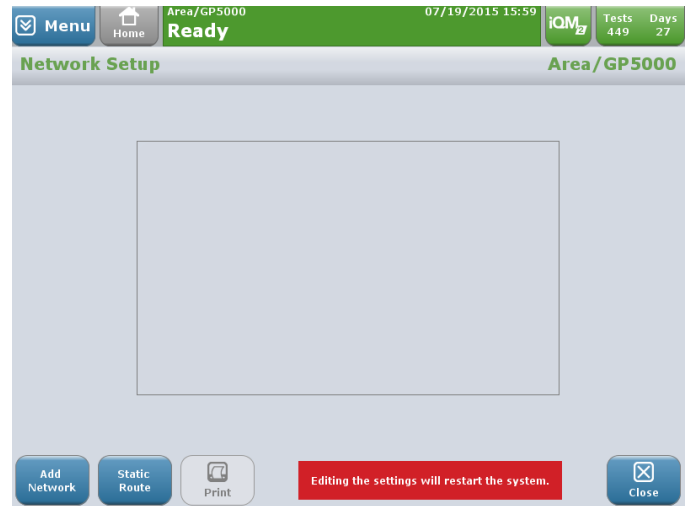 Menu
Home
Area/GP5000 07/19/2015 15:59
Ready
iQM2
Tests Days
449 27
Network Setup Area/GP5000
Add
Network
Static
Route
Print
Editing the settings will restart the system.
Close